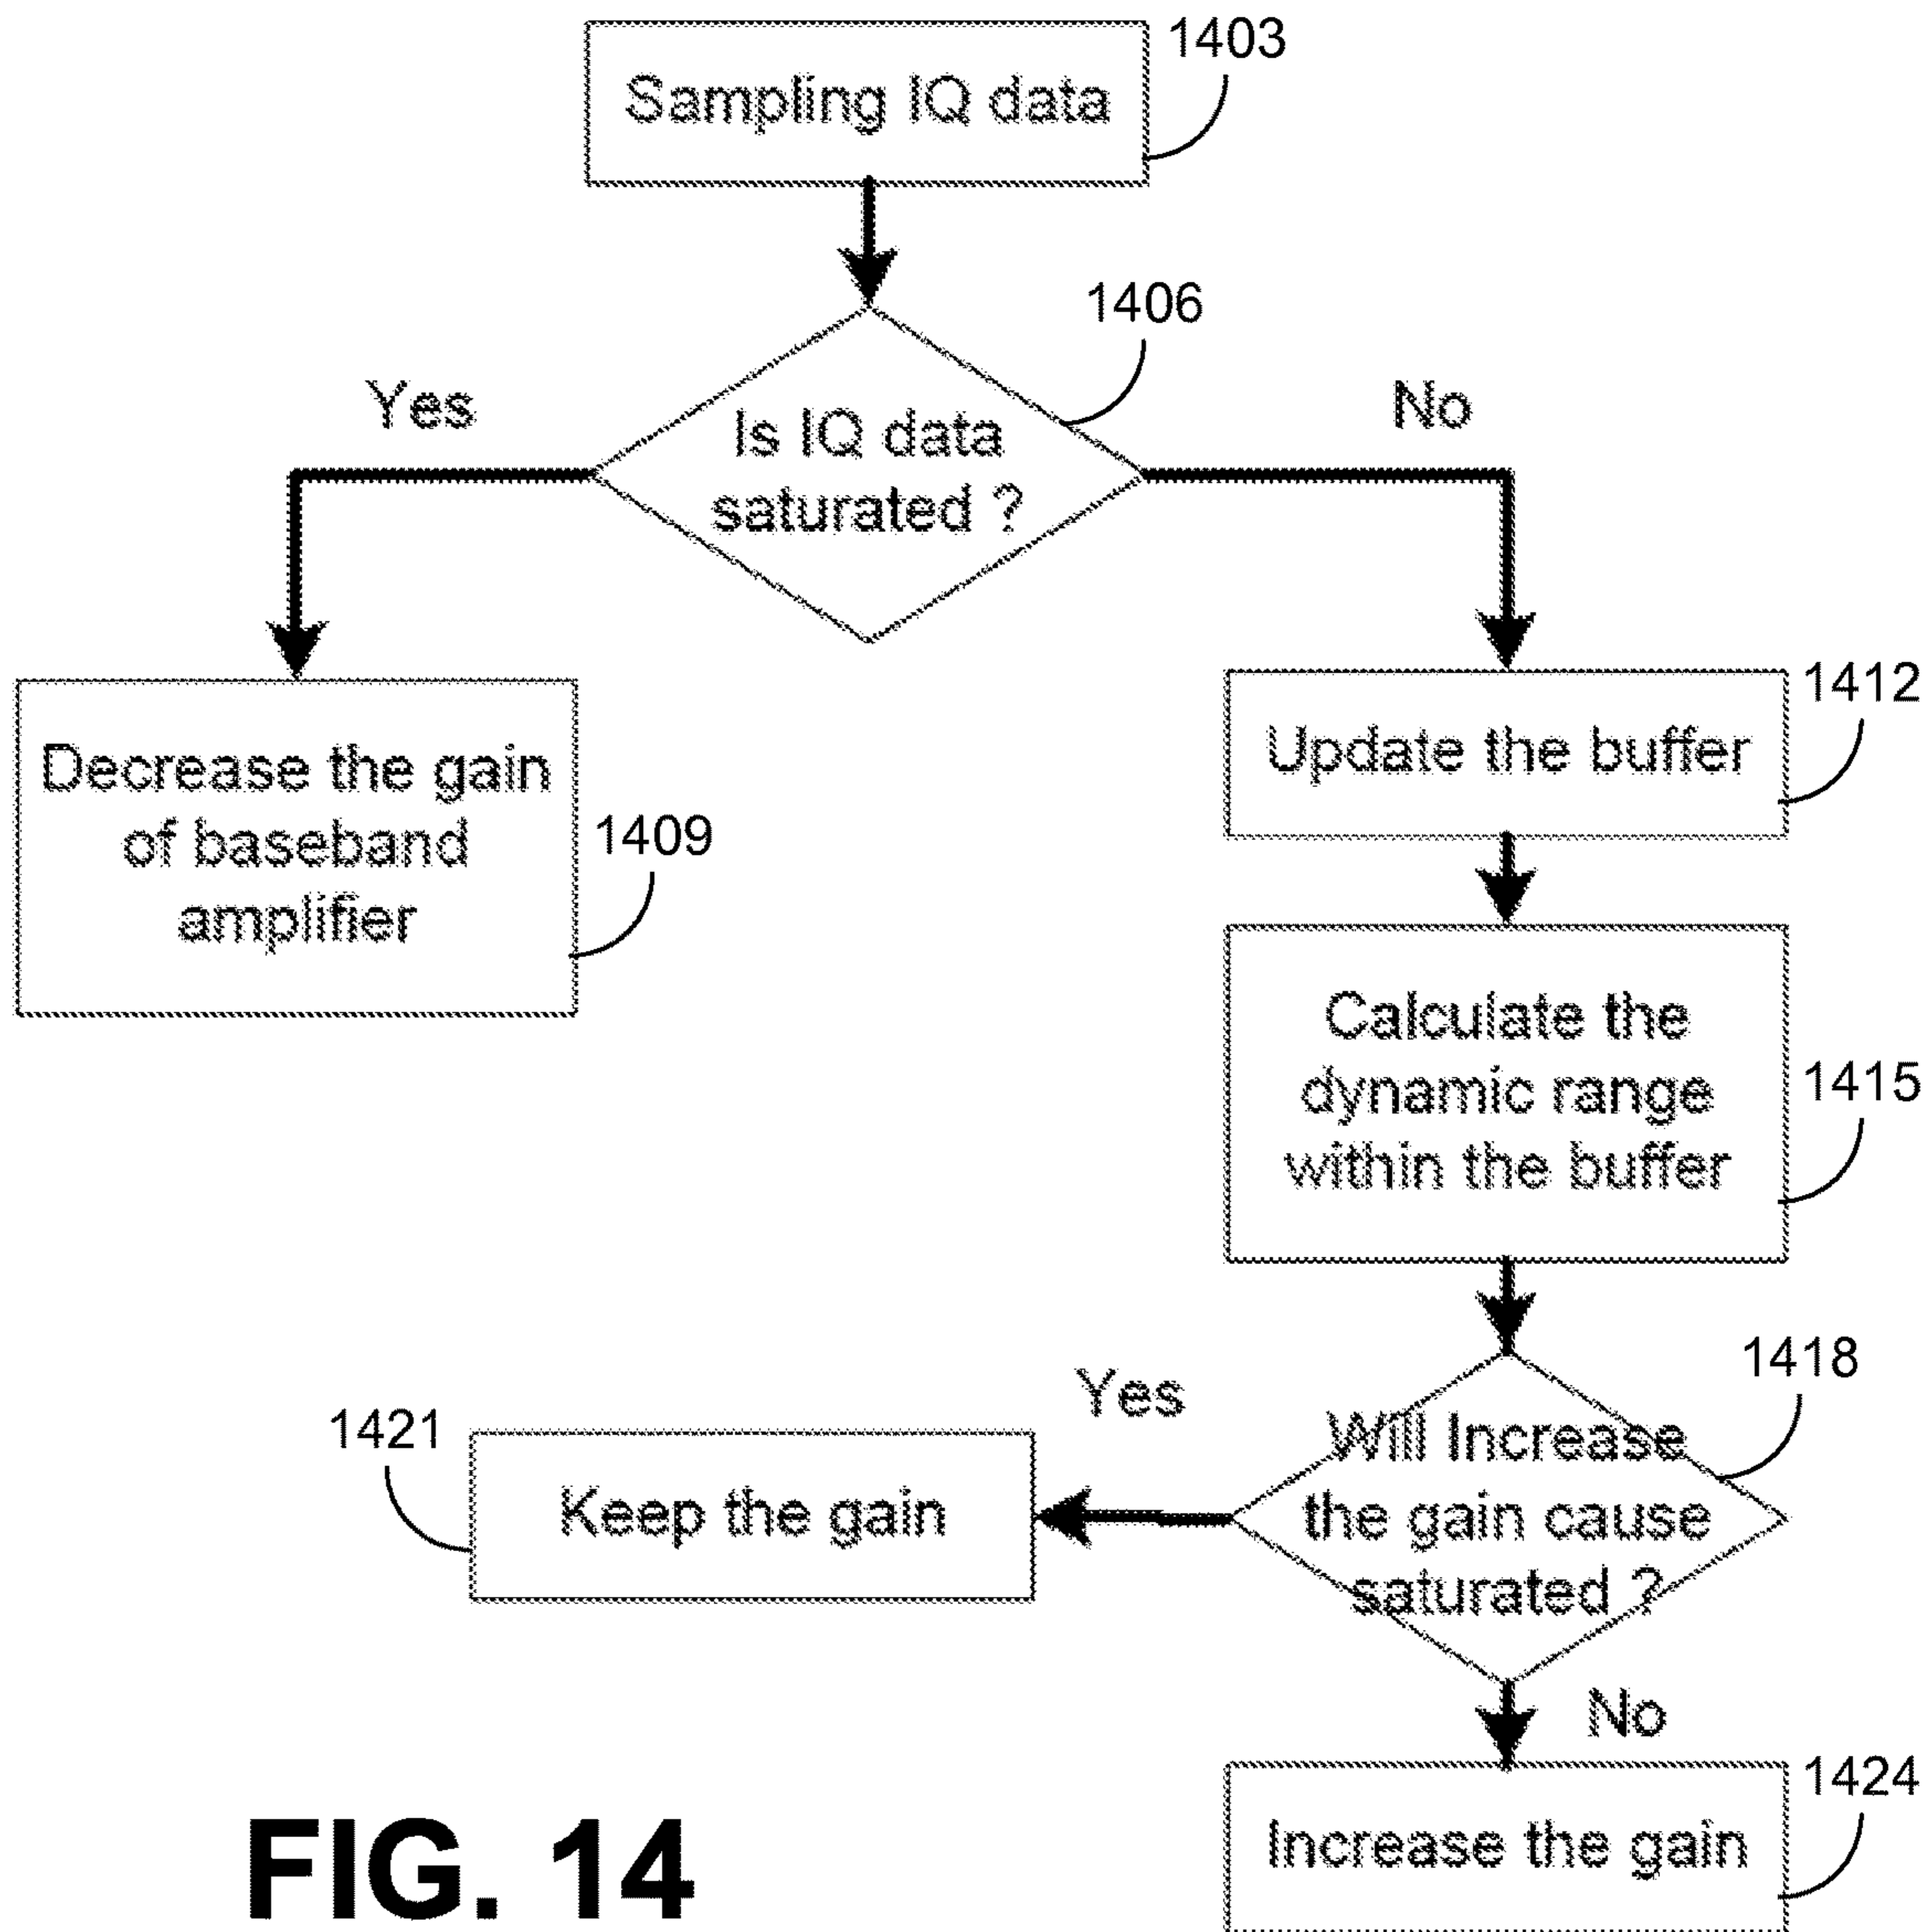 1403
Sampling IQ data
1406
Yes
No
Is IQ data
saturated ?
1412
Update the buffer
Decrease the gain
of baseband
amplifier
1409
Calculate the
dynamic range
within the buffer
1415
1418
Yes
Will Increase
the gain cause
saturated ?
1421
Keep the gain
No
1424
Increase the gain
FIG. 14